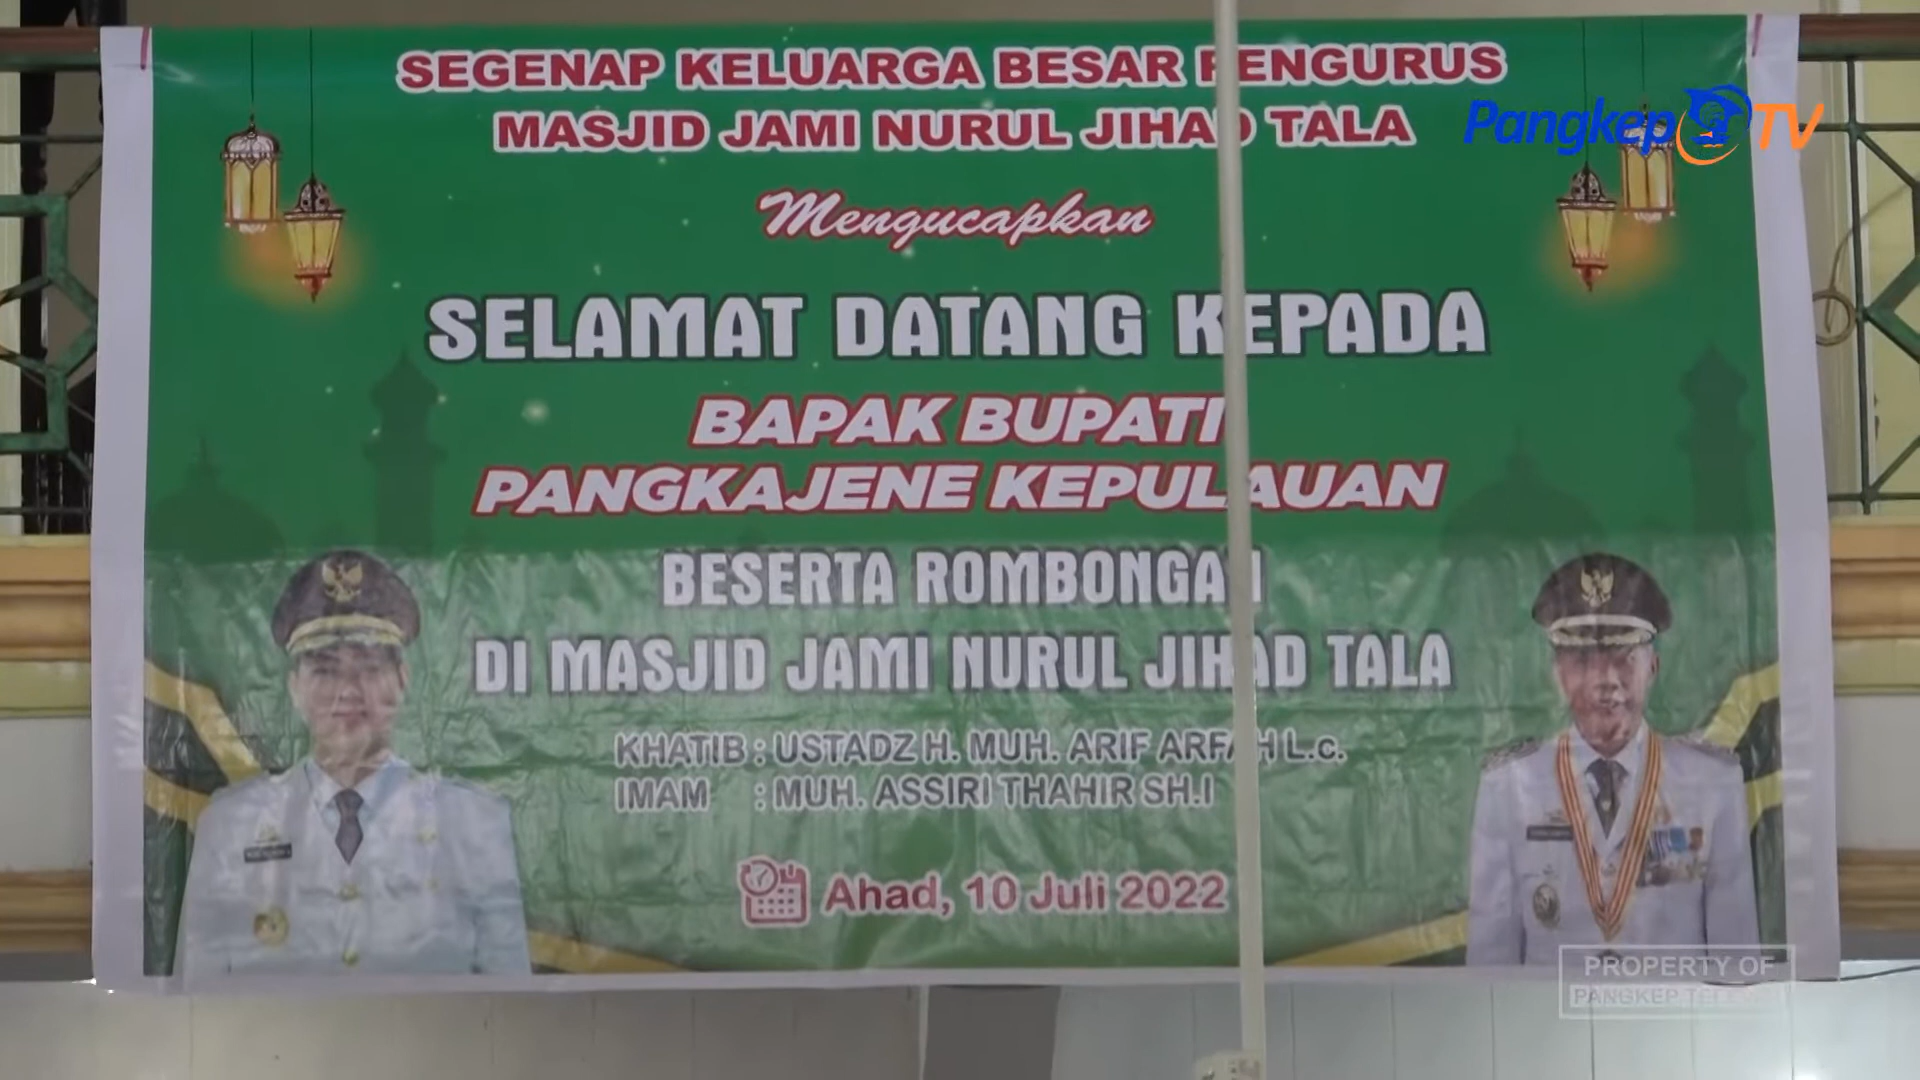 SEGENAP KELUARGA BESAR PENGURUS
MASJID JAMI NURUL JIHAD TALA
Pangkep TV
Mengucapkan
SELAMAT DATANG KEPADA
BAPAK BUPATI
PANGKAJENE KEPULAUAN
BESERTA ROMBONGAN
DI MASJID JAMI NURUL JIHAD TALA
KHATIB : USTADZ H. MUH. ARIF ARFAH L.c.
IMAM : MUH. ASSIRI THAHIR SH.I
Ahad, 10 Juli 2022
PROPERTY OF
PANGKEP